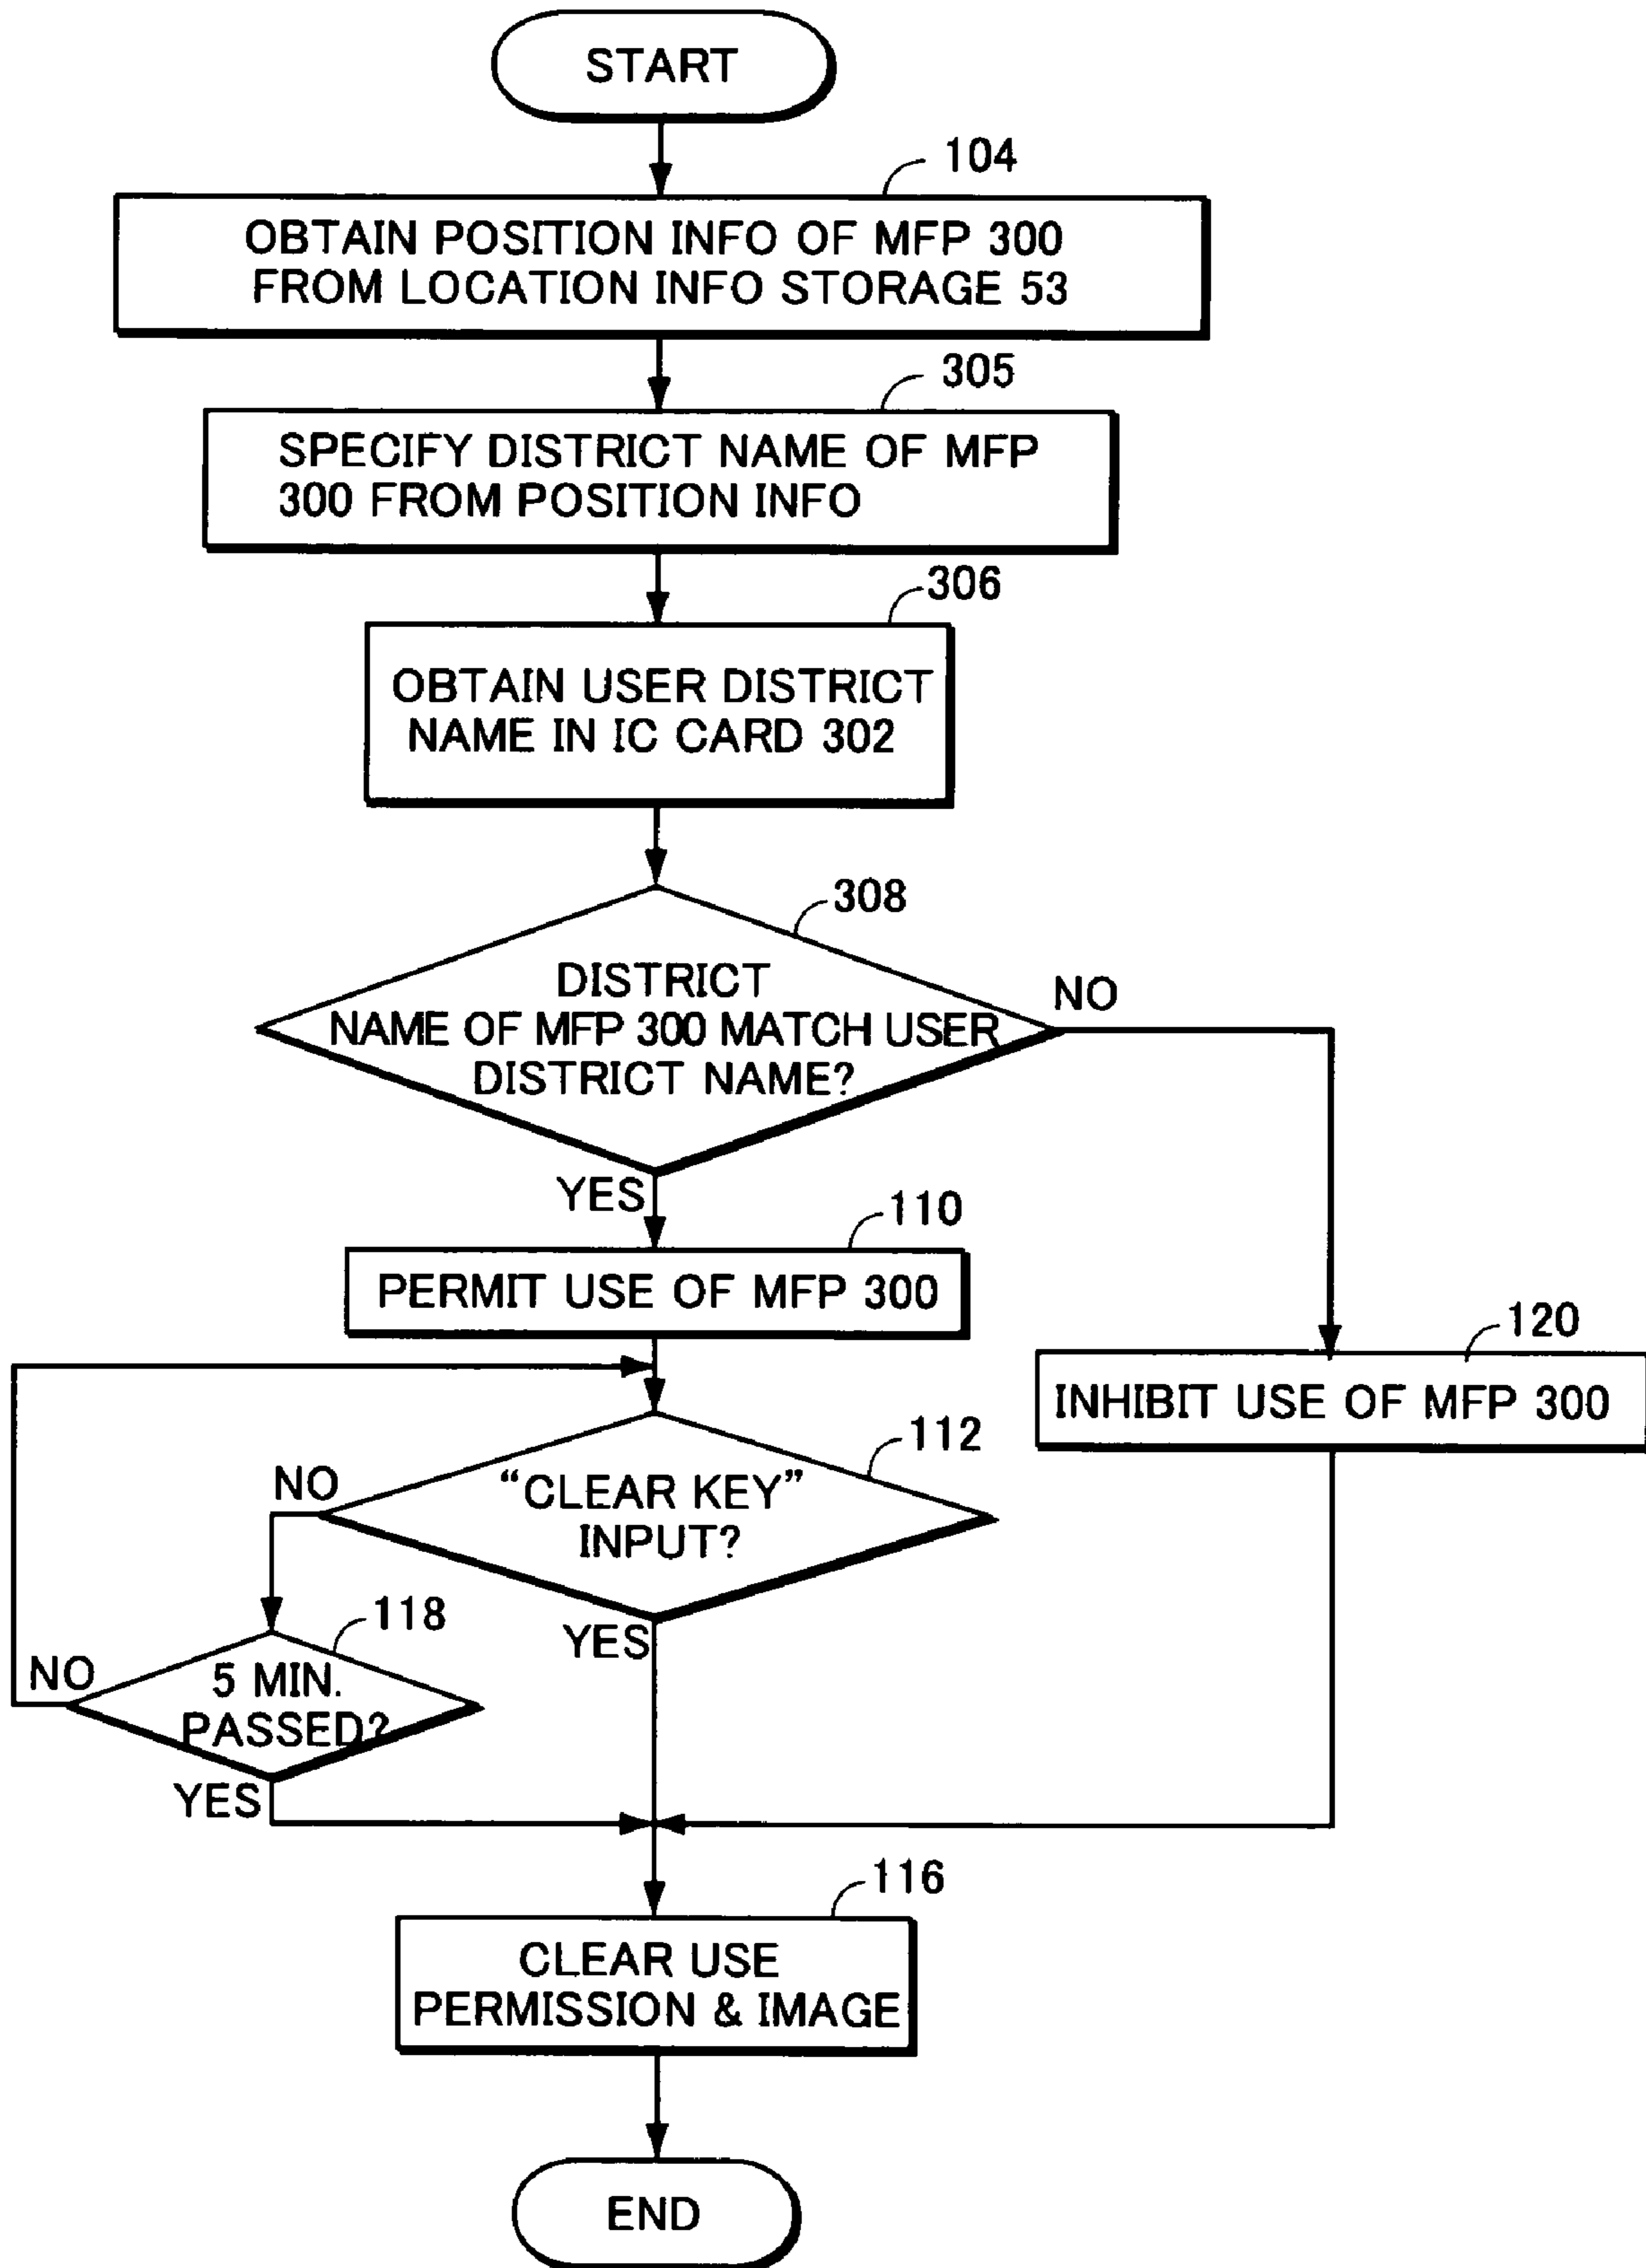 START
104
OBTAIN POSITION INFO OF MFP 300
FROM LOCATION INFO STORAGE 53
305
SPECIFY DISTRICT NAME OF MFP
300 FROM POSITION INFO
306
OBTAIN USER DISTRICT
NAME IN IC CARD 302
308
DISTRICT
NAME OF MFP 300 MATCH USER
DISTRICT NAME?
NO
YES
110
PERMIT USE OF MFP 300
120
INHIBIT USE OF MFP 300
112
"CLEAR KEY"
INPUT?
NO
YES
118
5 MIN.
PASSED?
NO
YES
116
CLEAR USE
PERMISSION & IMAGE
END